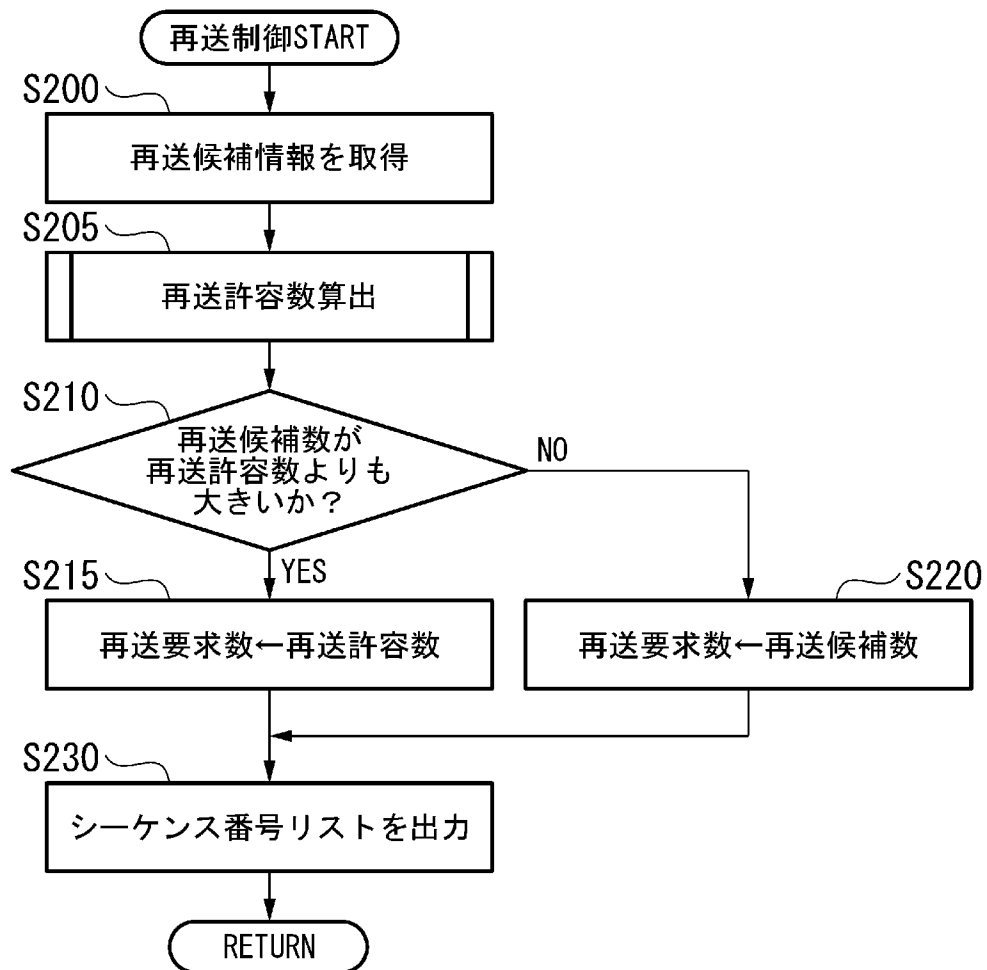 再送制御START
S200
再送候補情報を取得
S205
再送許容数算出
S210
再送候補数が
再送許容数よりも
大きいか？
NO
YES
S215
再送要求数←再送許容数
S220
再送要求数←再送候補数
S230
シーケンス番号リストを出力
RETURN